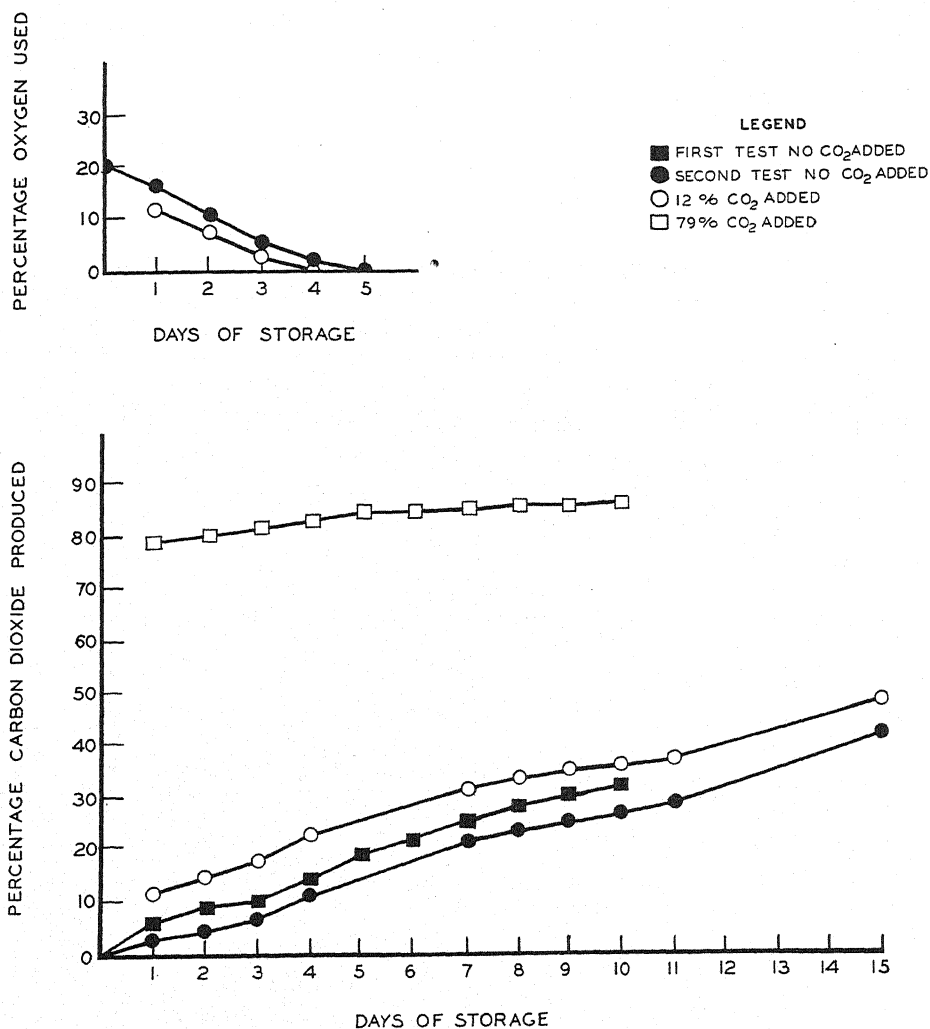 PERCENTAGE OXYGEN USED
30
20
10
0
1 2 3 4 5
DAYS OF STORAGE
LEGEND
FIRST TEST NO CO₂ADDED
SECOND TEST NO CO₂ ADDED
12 % CO₂ ADDED
79% CO₂ ADDED
PERCENTAGE CARBON DIOXIDE PRODUCED
90
80
70
60
50
40
30
20
10
0
1 2 3 4 5 6 7 8 9 10 11 12 13 14 15
DAYS OF STORAGE